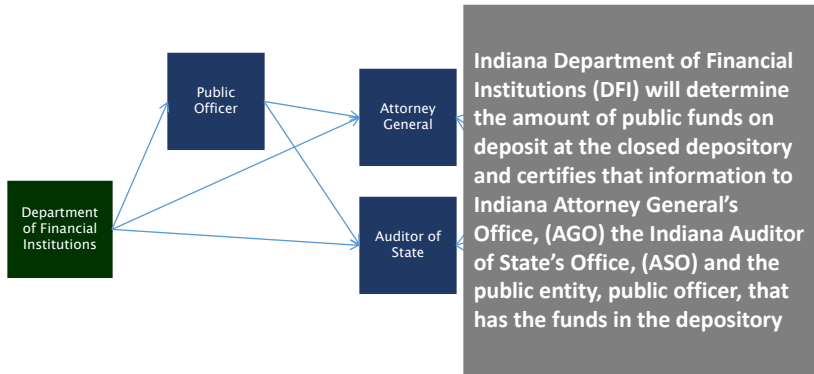 Public
Officer
Attorney
General
Department
of Financial
Institutions
Auditor of
State
Indiana Department of Financial
Institutions (DFI) will determine
the amount of public funds on
deposit at the closed depository
and certifies that information to
Indiana Attorney General’s
Office, (AGO) the Indiana Auditor
of State’s Office, (ASO) and the
public entity, public officer, that
has the funds in the depository